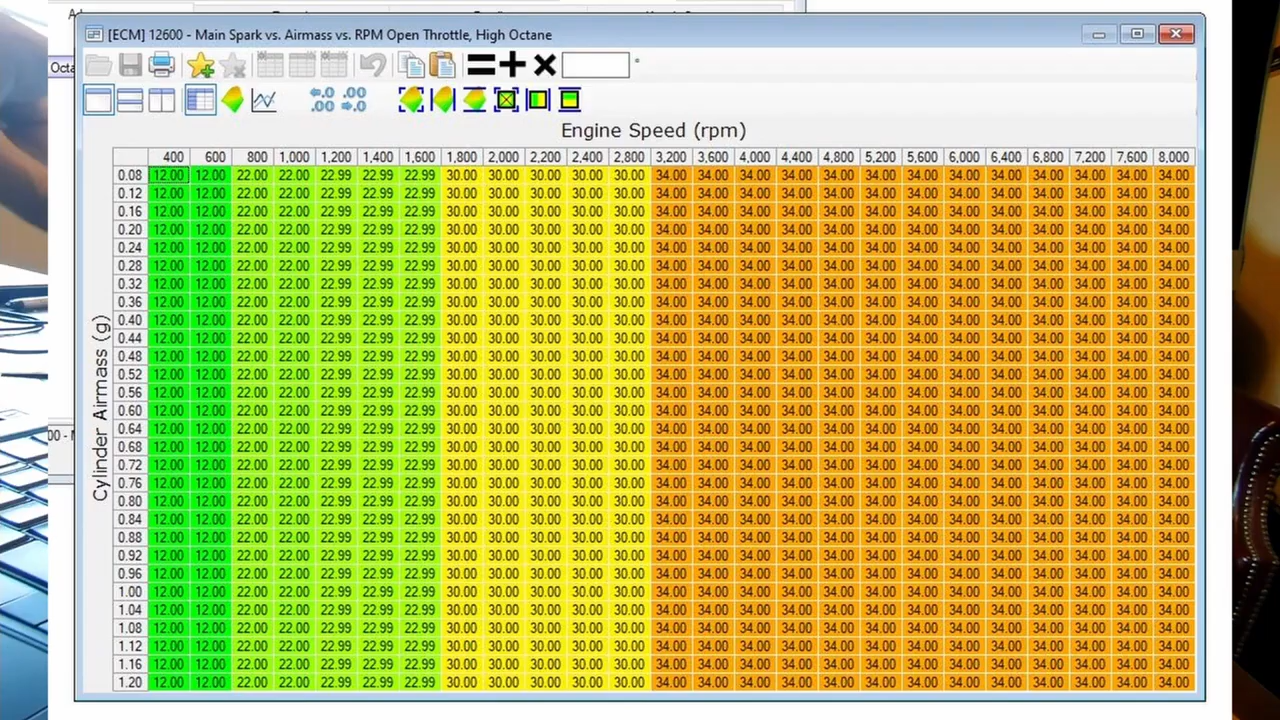 [ECM] 12600 - Main Spark vs. Airmass vs. RPM Open Throttle, High Octane
Octa
←.0 .00
.00 →.0
Engine Speed (rpm)
400 600 800 1,000 1,200 1,400 1,600 1,800 2,000 2,200 2,400 2,800 3,200 3,600 4,000 4,400 4,800 5,200 5,600 6,000 6,400 6,800 7,200 7,600 8,000
0.08 12.00 12.00 22.00 22.00 22.99 22.99 22.99 30.00 30.00 30.00 30.00 30.00 34.00 34.00 34.00 34.00 34.00 34.00 34.00 34.00 34.00 34.00 34.00 34.00 34.00
0.12 12.00 12.00 22.00 22.00 22.99 22.99 22.99 30.00 30.00 30.00 30.00 30.00 34.00 34.00 34.00 34.00 34.00 34.00 34.00 34.00 34.00 34.00 34.00 34.00 34.00
0.16 12.00 12.00 22.00 22.00 22.99 22.99 22.99 30.00 30.00 30.00 30.00 30.00 34.00 34.00 34.00 34.00 34.00 34.00 34.00 34.00 34.00 34.00 34.00 34.00 34.00
0.20 12.00 12.00 22.00 22.00 22.99 22.99 22.99 30.00 30.00 30.00 30.00 30.00 34.00 34.00 34.00 34.00 34.00 34.00 34.00 34.00 34.00 34.00 34.00 34.00 34.00
0.24 12.00 12.00 22.00 22.00 22.99 22.99 22.99 30.00 30.00 30.00 30.00 30.00 34.00 34.00 34.00 34.00 34.00 34.00 34.00 34.00 34.00 34.00 34.00 34.00 34.00
0.28 12.00 12.00 22.00 22.00 22.99 22.99 22.99 30.00 30.00 30.00 30.00 30.00 34.00 34.00 34.00 34.00 34.00 34.00 34.00 34.00 34.00 34.00 34.00 34.00 34.00
0.32 12.00 12.00 22.00 22.00 22.99 22.99 22.99 30.00 30.00 30.00 30.00 30.00 34.00 34.00 34.00 34.00 34.00 34.00 34.00 34.00 34.00 34.00 34.00 34.00 34.00
0.36 12.00 12.00 22.00 22.00 22.99 22.99 22.99 30.00 30.00 30.00 30.00 30.00 34.00 34.00 34.00 34.00 34.00 34.00 34.00 34.00 34.00 34.00 34.00 34.00 34.00
0.40 12.00 12.00 22.00 22.00 22.99 22.99 22.99 30.00 30.00 30.00 30.00 30.00 34.00 34.00 34.00 34.00 34.00 34.00 34.00 34.00 34.00 34.00 34.00 34.00 34.00
0.44 12.00 12.00 22.00 22.00 22.99 22.99 22.99 30.00 30.00 30.00 30.00 30.00 34.00 34.00 34.00 34.00 34.00 34.00 34.00 34.00 34.00 34.00 34.00 34.00 34.00
0.48 12.00 12.00 22.00 22.00 22.99 22.99 22.99 30.00 30.00 30.00 30.00 30.00 34.00 34.00 34.00 34.00 34.00 34.00 34.00 34.00 34.00 34.00 34.00 34.00 34.00
0.52 12.00 12.00 22.00 22.00 22.99 22.99 22.99 30.00 30.00 30.00 30.00 30.00 34.00 34.00 34.00 34.00 34.00 34.00 34.00 34.00 34.00 34.00 34.00 34.00 34.00
0.56 12.00 12.00 22.00 22.00 22.99 22.99 22.99 30.00 30.00 30.00 30.00 30.00 34.00 34.00 34.00 34.00 34.00 34.00 34.00 34.00 34.00 34.00 34.00 34.00 34.00
0.60 12.00 12.00 22.00 22.00 22.99 22.99 22.99 30.00 30.00 30.00 30.00 30.00 34.00 34.00 34.00 34.00 34.00 34.00 34.00 34.00 34.00 34.00 34.00 34.00 34.00
0.64 12.00 12.00 22.00 22.00 22.99 22.99 22.99 30.00 30.00 30.00 30.00 30.00 34.00 34.00 34.00 34.00 34.00 34.00 34.00 34.00 34.00 34.00 34.00 34.00 34.00
0.68 12.00 12.00 22.00 22.00 22.99 22.99 22.99 30.00 30.00 30.00 30.00 30.00 34.00 34.00 34.00 34.00 34.00 34.00 34.00 34.00 34.00 34.00 34.00 34.00 34.00
0.72 12.00 12.00 22.00 22.00 22.99 22.99 22.99 30.00 30.00 30.00 30.00 30.00 34.00 34.00 34.00 34.00 34.00 34.00 34.00 34.00 34.00 34.00 34.00 34.00 34.00
0.76 12.00 12.00 22.00 22.00 22.99 22.99 22.99 30.00 30.00 30.00 30.00 30.00 34.00 34.00 34.00 34.00 34.00 34.00 34.00 34.00 34.00 34.00 34.00 34.00 34.00
0.80 12.00 12.00 22.00 22.00 22.99 22.99 22.99 30.00 30.00 30.00 30.00 30.00 34.00 34.00 34.00 34.00 34.00 34.00 34.00 34.00 34.00 34.00 34.00 34.00 34.00
0.84 12.00 12.00 22.00 22.00 22.99 22.99 22.99 30.00 30.00 30.00 30.00 30.00 34.00 34.00 34.00 34.00 34.00 34.00 34.00 34.00 34.00 34.00 34.00 34.00 34.00
0.88 12.00 12.00 22.00 22.00 22.99 22.99 22.99 30.00 30.00 30.00 30.00 30.00 34.00 34.00 34.00 34.00 34.00 34.00 34.00 34.00 34.00 34.00 34.00 34.00 34.00
0.92 12.00 12.00 22.00 22.00 22.99 22.99 22.99 30.00 30.00 30.00 30.00 30.00 34.00 34.00 34.00 34.00 34.00 34.00 34.00 34.00 34.00 34.00 34.00 34.00 34.00
0.96 12.00 12.00 22.00 22.00 22.99 22.99 22.99 30.00 30.00 30.00 30.00 30.00 34.00 34.00 34.00 34.00 34.00 34.00 34.00 34.00 34.00 34.00 34.00 34.00 34.00
1.00 12.00 12.00 22.00 22.00 22.99 22.99 22.99 30.00 30.00 30.00 30.00 30.00 34.00 34.00 34.00 34.00 34.00 34.00 34.00 34.00 34.00 34.00 34.00 34.00 34.00
1.04 12.00 12.00 22.00 22.00 22.99 22.99 22.99 30.00 30.00 30.00 30.00 30.00 34.00 34.00 34.00 34.00 34.00 34.00 34.00 34.00 34.00 34.00 34.00 34.00 34.00
1.08 12.00 12.00 22.00 22.00 22.99 22.99 22.99 30.00 30.00 30.00 30.00 30.00 34.00 34.00 34.00 34.00 34.00 34.00 34.00 34.00 34.00 34.00 34.00 34.00 34.00
1.12 12.00 12.00 22.00 22.00 22.99 22.99 22.99 30.00 30.00 30.00 30.00 30.00 34.00 34.00 34.00 34.00 34.00 34.00 34.00 34.00 34.00 34.00 34.00 34.00 34.00
1.16 12.00 12.00 22.00 22.00 22.99 22.99 22.99 30.00 30.00 30.00 30.00 30.00 34.00 34.00 34.00 34.00 34.00 34.00 34.00 34.00 34.00 34.00 34.00 34.00 34.00
1.20 12.00 12.00 22.00 22.00 22.99 22.99 22.99 30.00 30.00 30.00 30.00 30.00 34.00 34.00 34.00 34.00 34.00 34.00 34.00 34.00 34.00 34.00 34.00 34.00 34.00
Cylinder Airmass (g)